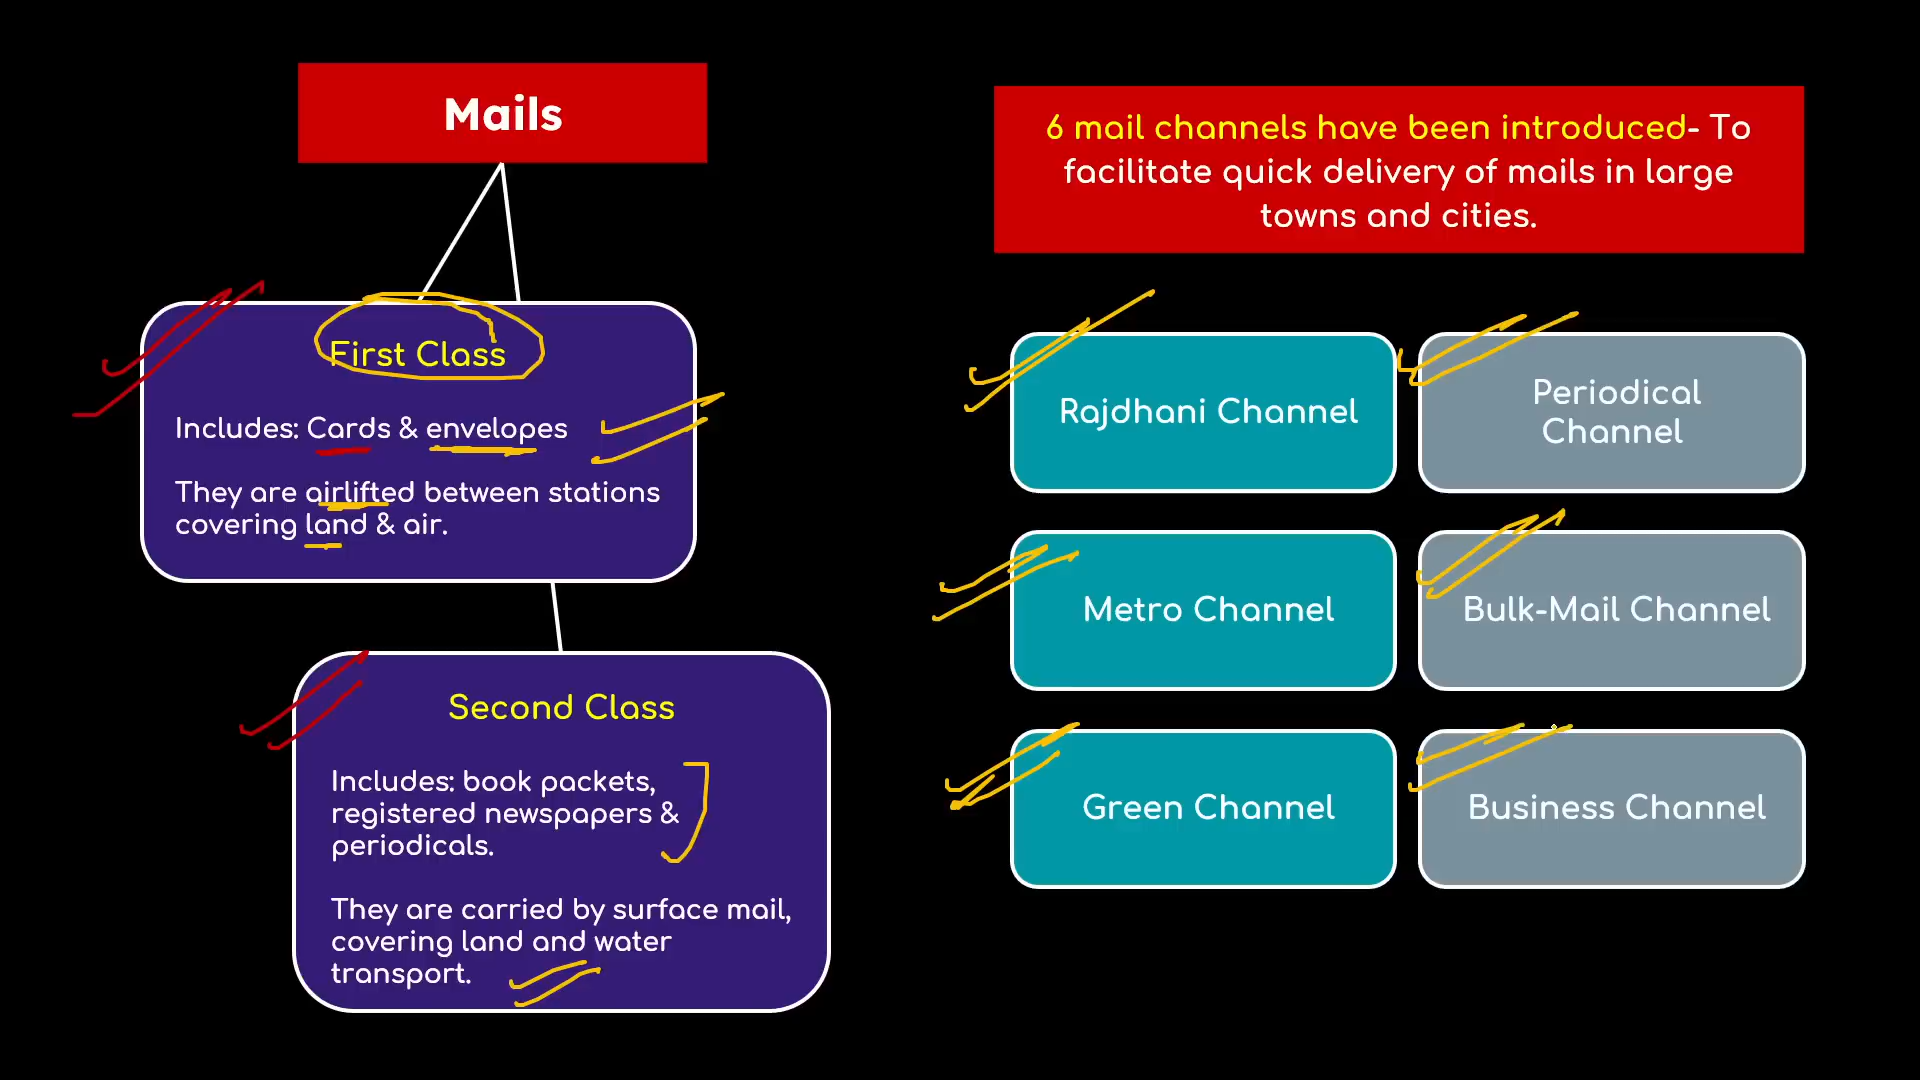 Mails
First Class
Includes: Cards & envelopes
They are airlifted between stations
covering land & air.
Second Class
Includes: book packets,
registered newspapers &
periodicals.
They are carried by surface mail,
covering land and water
transport.
6 mail channels have been introduced- To
facilitate quick delivery of mails in large
towns and cities.
Rajdhani Channel
Periodical
Channel
Metro Channel
Bulk-Mail Channel
Green Channel
Business Channel